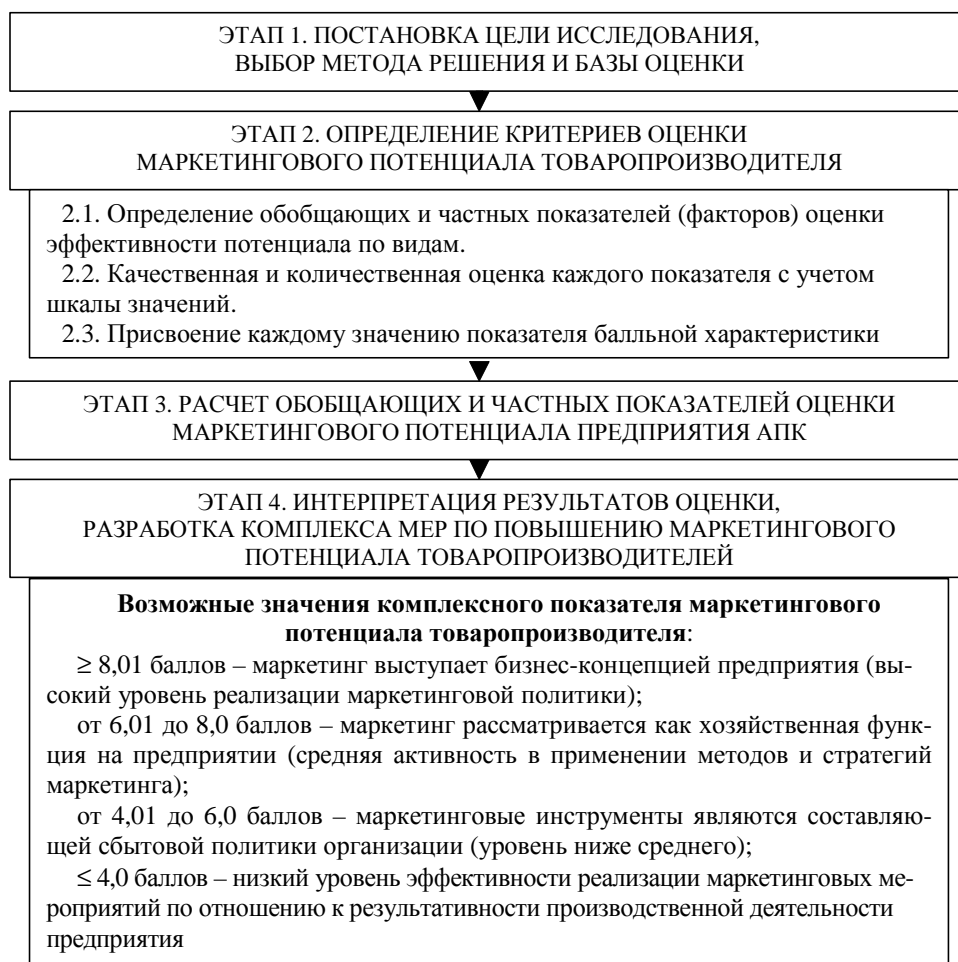 ЭТАП 1. ПОСТАНОВКА ЦЕЛИ ИССЛЕДОВАНИЯ,
ВЫБОР МЕТОДА РЕШЕНИЯ И БАЗЫ ОЦЕНКИ
ЭТАП 2. ОПРЕДЕЛЕНИЕ КРИТЕРИЕВ ОЦЕНКИ
МАРКЕТИНГОВОГО ПОТЕНЦИАЛА ТОВАРОПРОИЗВОДИТЕЛЯ
2.1. Определение обобщающих и частных показателей (факторов) оценки
эффективности потенциала по видам.
2.2. Качественная и количественная оценка каждого показателя с учетом
шкалы значений.
2.3. Присвоение каждому значению показателя балльной характеристики
ЭТАП 3. РАСЧЕТ ОБОБЩАЮЩИХ И ЧАСТНЫХ ПОКАЗАТЕЛЕЙ ОЦЕНКИ
МАРКЕТИНГОВОГО ПОТЕНЦИАЛА ПРЕДПРИЯТИЯ АПК
ЭТАП 4. ИНТЕРПРЕТАЦИЯ РЕЗУЛЬТАТОВ ОЦЕНКИ,
РАЗРАБОТКА КОМПЛЕКСА МЕР ПО ПОВЫШЕНИЮ МАРКЕТИНГОВОГО
ПОТЕНЦИАЛА ТОВАРОПРОИЗВОДИТЕЛЕЙ
Возможные значения комплексного показателя маркетингового
потенциала товаропроизводителя:
≥ 8,01 баллов – маркетинг выступает бизнес-концепцией предприятия (вы-
сокий уровень реализации маркетинговой политики);
от 6,01 до 8,0 баллов – маркетинг рассматривается как хозяйственная функ-
ция на предприятии (средняя активность в применении методов и стратегий
маркетинга);
от 4,01 до 6,0 баллов – маркетинговые инструменты являются составляю-
щей сбытовой политики организации (уровень ниже среднего);
≤ 4,0 баллов – низкий уровень эффективности реализации маркетинговых ме-
роприятий по отношению к результативности производственной деятельности
предприятия